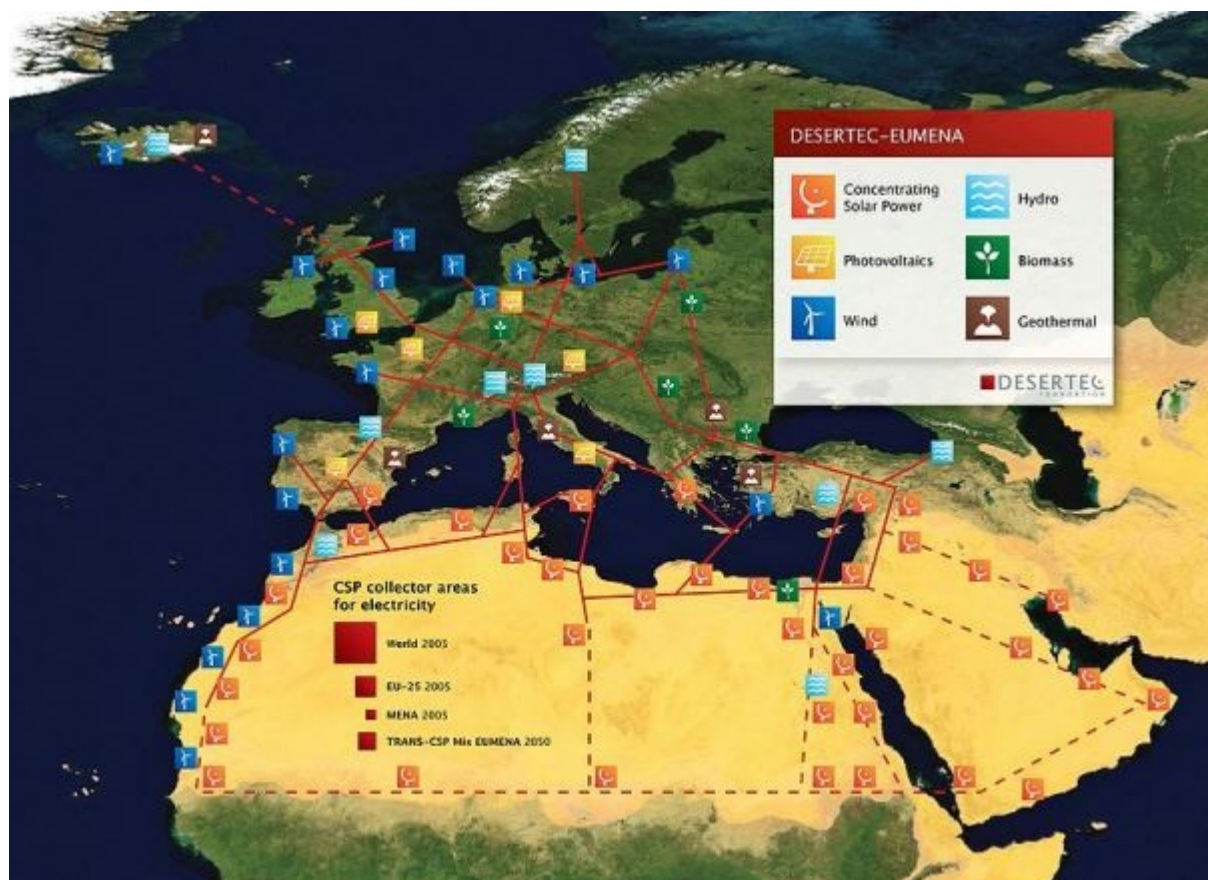 DESERTEC-EUMENA
Concentrating
Solar Power
Hydro
Photovoltaics
Biomass
Wind
Geothermal
DESERTEC
FOUNDATION
CSP collector areas
for electricity
World 2005
EU-25 2005
MENA 2005
TRANS-CSP Mix EUMENA 2050